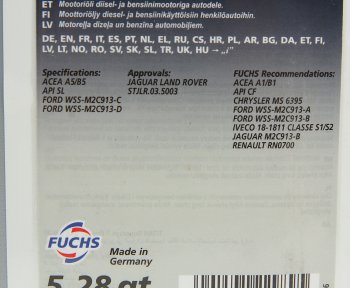 ET Mootoriõli diisel- ja bensiinimootoriga autodele.
FI Moottoriöljy diesel- ja bensiinikäyttöisiin henkilöautoihin.
LV Motoreļļa dīzeļa un benzīna automobiļiem.
DE, EN, FR, IT, ES, PT, NL, EL, RU, CS, HR, PL, AR, BG, DA, ET, FI,
LV, LT, NO, RO, SV, SK, SL, TR, UK, HU → „i"
Specifications:
ACEA A5/B5
API SL
FORD WSS-M2C913-C
FORD WSS-M2C913-D
Approvals:
JAGUAR LAND ROVER
STJLR.03.5003
FUCHS Recommendations:
ACEA A1/B1
API CF
CHRYSLER MS 6395
FORD WSS-M2C913-A
FORD WSS-M2C913-B
IVECO 18-1811 CLASSE S1/S2
JAGUAR M2C913-B
RENAULT RN0700
FUCHS
Made in
Germany
5.28 qt